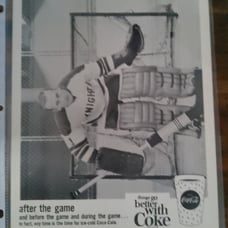 KNIGHTS
after the game
and before the game and during the game...
In fact, any time is the time for ice-cold Coca-Cola.
things go
better
with
Coke
Coca-Cola